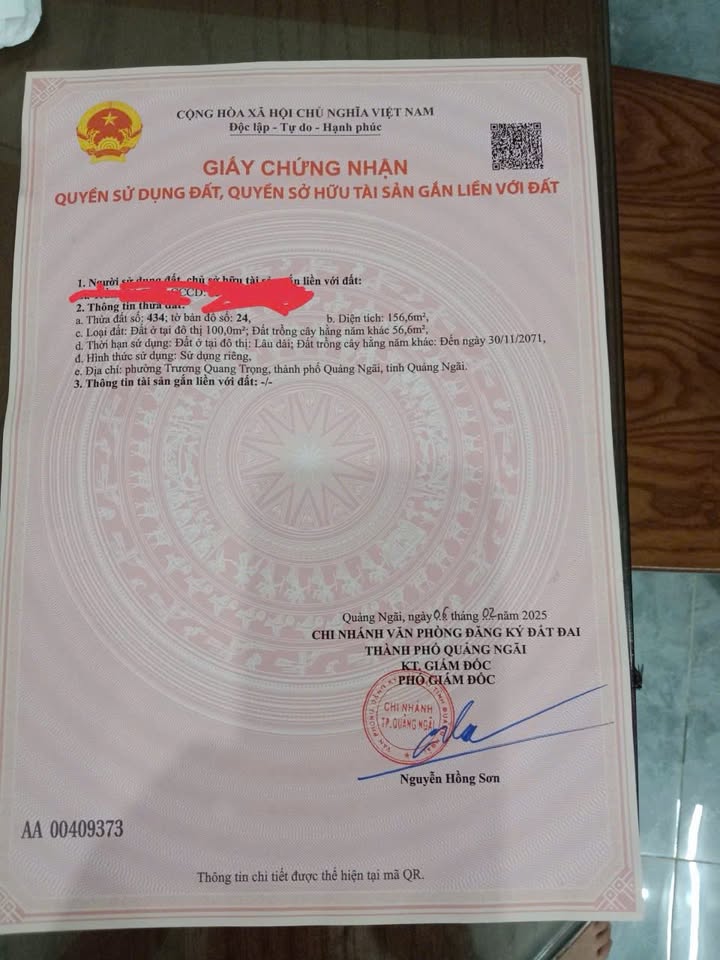 CỘNG HÒA XÃ HỘI CHỦ NGHĨA VIỆT NAM
Độc lập - Tự do - Hạnh phúc
GIẤY CHỨNG NHẬN
QUYỀN SỬ DỤNG ĐẤT, QUYỀN SỞ HỮU TÀI SẢN GẮN LIỀN VỚI ĐẤT
1. Người sử dụng đất, chủ sở hữu tài sản gắn liền với đất:
CCCD:
2. Thông tin thửa đất:
a. Thửa đất số: 434; tờ bản đồ số: 24, b. Diện tích: 156,6m²,
c. Loại đất: Đất ở tại đô thị 100,0m²; Đất trồng cây hằng năm khác 56,6m²,
d. Thời hạn sử dụng: Đất ở tại đô thị: Lâu dài; Đất trồng cây hằng năm khác: Đến ngày 30/11/2071,
đ. Hình thức sử dụng: Sử dụng riêng,
e. Địa chỉ: phường Trương Quang Trọng, thành phố Quảng Ngãi, tỉnh Quảng Ngãi.
3. Thông tin tài sản gắn liền với đất: -/-
Quảng Ngãi, ngày 06 tháng 02 năm 2025
CHI NHÁNH VĂN PHÒNG ĐĂNG KÝ ĐẤT ĐAI
THÀNH PHỐ QUẢNG NGÃI
KT. GIÁM ĐỐC
PHÓ GIÁM ĐỐC
CHI NHÁNH
TP.QUẢNG NGÃI
Nguyễn Hồng Sơn
AA 00409373
Thông tin chi tiết được thể hiện tại mã QR.